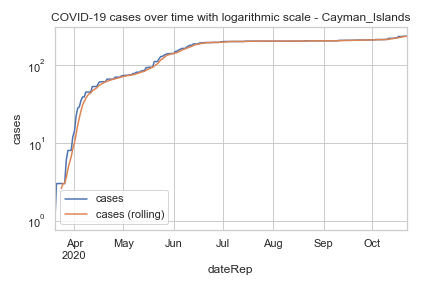 COVID-19 cases over time with logarithmic scale - Cayman_Islands
10²
10¹
10⁰
cases
cases
cases (rolling)
Apr
2020
May
Jun
Jul
Aug
Sep
Oct
dateRep